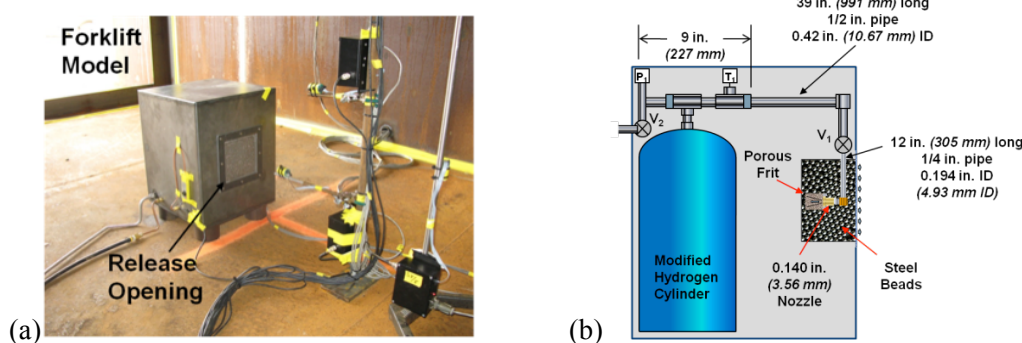 Forklift
Model
Release
Opening
(a)
39 in. (991 mm) long
1/2 in. pipe
0.42 in. (10.67 mm) ID
9 in.
(227 mm)
P1
T1
V2
V1
12 in. (305 mm) long
1/4 in. pipe
0.194 in. ID
(4.93 mm ID)
Porous
Frit
Modified
Hydrogen
Cylinder
0.140 in.
(3.56 mm)
Nozzle
Steel
Beads
(b)